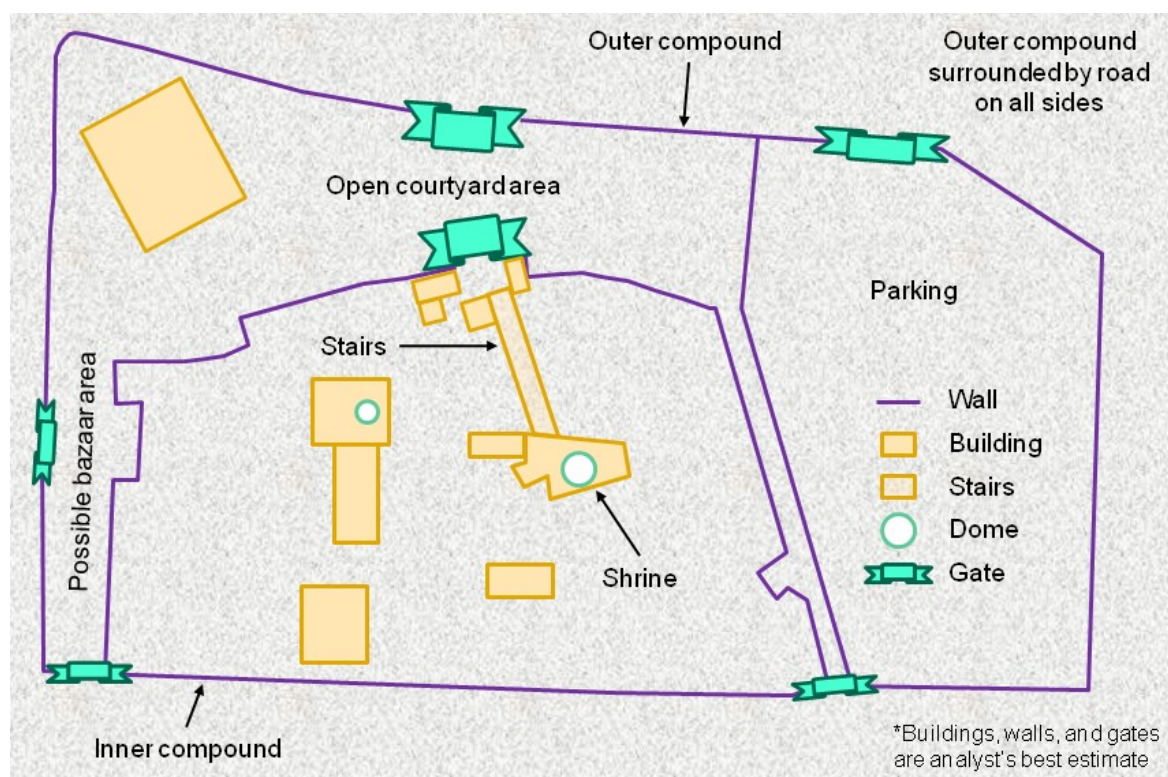 Outer compound
Outer compound
surrounded by road
on all sides
Open courtyard area
Parking
Stairs
Possible bazaar area
Wall
Building
Stairs
Dome
Gate
Shrine
Inner compound
*Buildings, walls, and gates
are analyst's best estimate